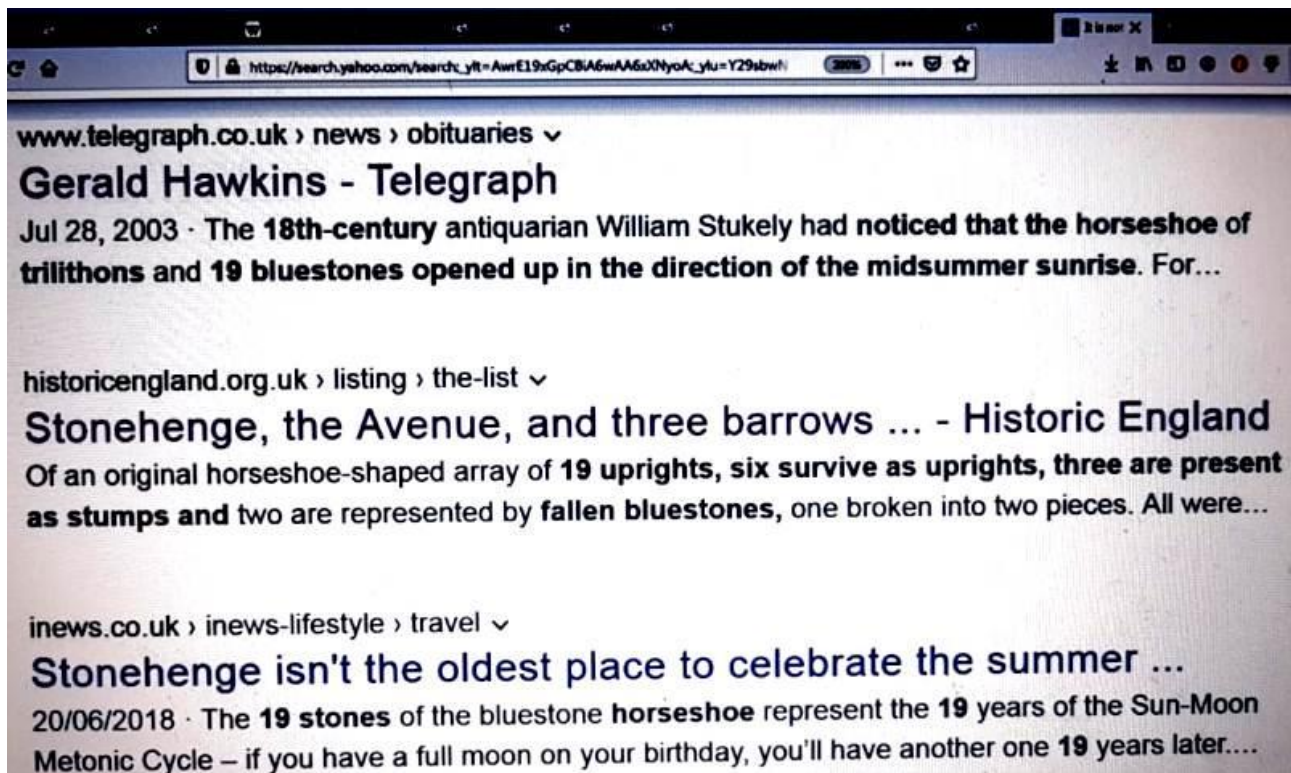 It is not
https://search.yahoo.com/search;_ylt=
200%
www.telegraph.co.uk › news › obituaries
Gerald Hawkins - Telegraph
Jul 28, 2003 · The 18th-century antiquarian William Stukely had noticed that the horseshoe of
trilithons and 19 bluestones opened up in the direction of the midsummer sunrise. For...
historicengland.org.uk › listing › the-list
Stonehenge, the Avenue, and three barrows ... - Historic England
Of an original horseshoe-shaped array of 19 uprights, six survive as uprights, three are present
as stumps and two are represented by fallen bluestones, one broken into two pieces. All were...
inews.co.uk › inews-lifestyle › travel
Stonehenge isn't the oldest place to celebrate the summer ...
20/06/2018 · The 19 stones of the bluestone horseshoe represent the 19 years of the Sun-Moon
Metonic Cycle – if you have a full moon on your birthday, you'll have another one 19 years later....